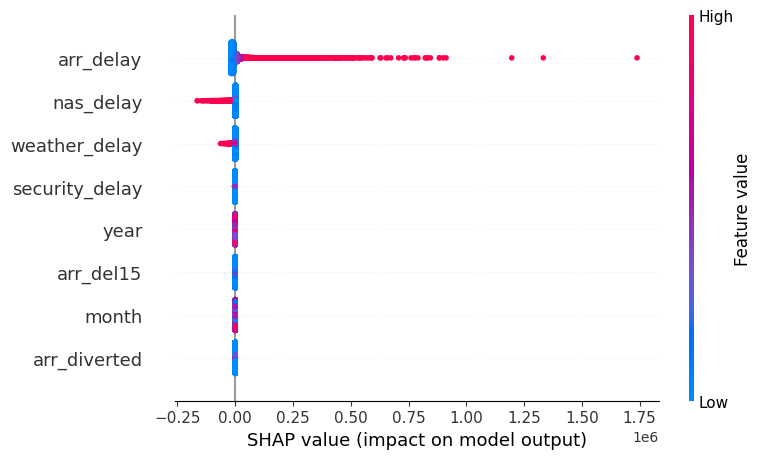 High
arr_delay
nas_delay
weather_delay
security_delay
year
arr_del15
month
arr_diverted
Feature value
Low
−0.25 0.00 0.25 0.50 0.75 1.00 1.25 1.50 1.75
1e6
SHAP value (impact on model output)